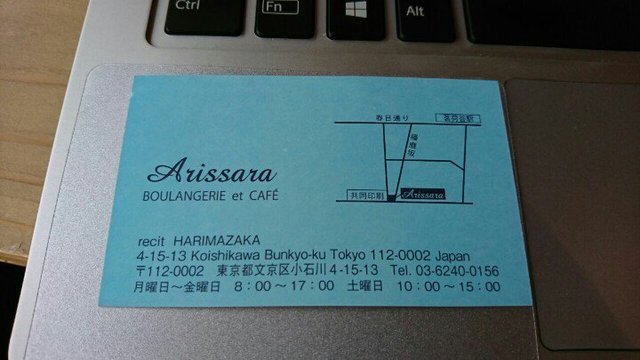 Ctrl
Fn
Alt
Arissara
BOULANGERIE et CAFÉ
春日通り
茗荷谷駅
播磨坂
共同印刷
Arissara
recit HARIMAZAKA
4-15-13 Koishikawa Bunkyo-ku Tokyo 112-0002 Japan
〒112-0002 東京都文京区小石川4-15-13 Tel. 03-6240-0156
月曜日～金曜日 8：00～17：00 土曜日 10：00～15：00